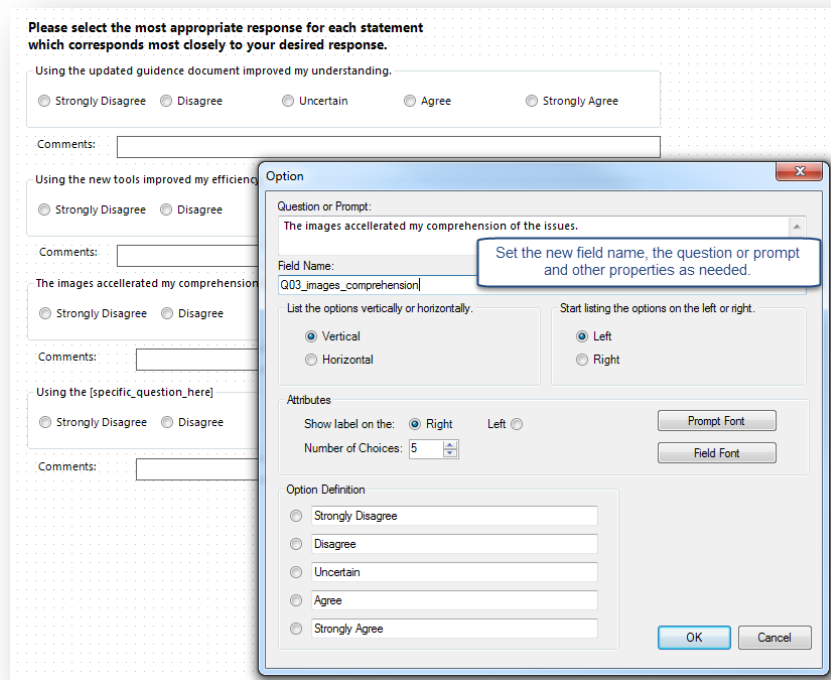 Please select the most appropriate response for each statement
which corresponds most closely to your desired response.
Using the updated guidance document improved my understanding.
Strongly Disagree Disagree Uncertain Agree Strongly Agree
Comments:
Using the new tools improved my efficiency
Strongly Disagree Disagree
Comments:
The images accellerated my comprehension
Strongly Disagree Disagree
Comments:
Using the [specific_question_here]
Strongly Disagree Disagree
Comments:
Option
Question or Prompt:
The images accellerated my comprehension of the issues.
Set the new field name, the question or prompt
and other properties as needed.
Field Name:
Q03_images_comprehension
List the options vertically or horizontally.
Vertical
Horizontal
Start listing the options on the left or right.
Left
Right
Attributes
Show label on the: Right Left
Number of Choices: 5
Prompt Font
Field Font
Option Definition
Strongly Disagree
Disagree
Uncertain
Agree
Strongly Agree
OK Cancel